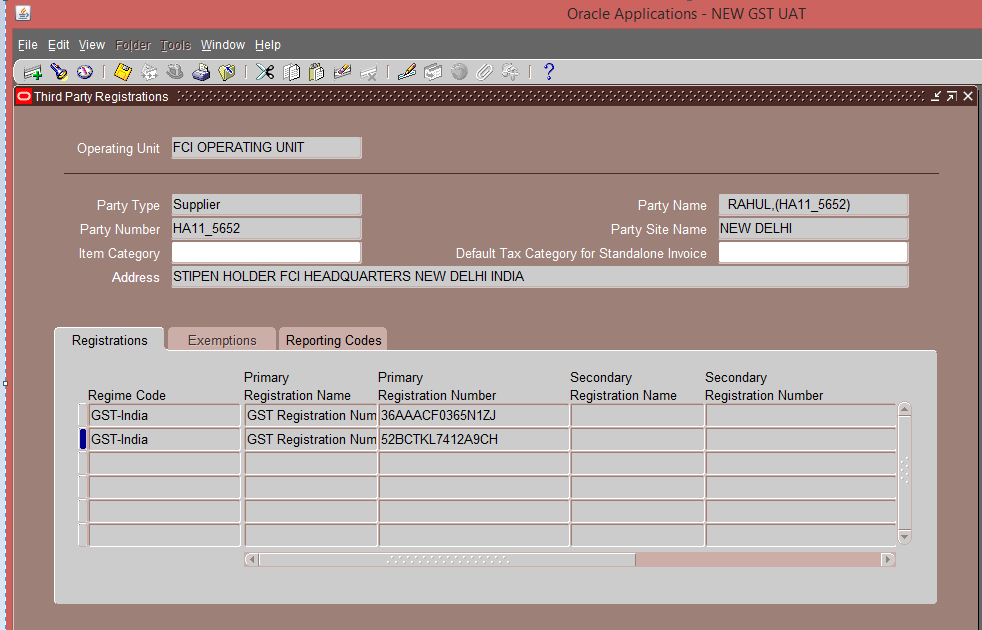 Oracle Applications - NEW GST UAT
File Edit View Folder Tools Window Help
Third Party Registrations
Operating Unit FCI OPERATING UNIT
Party Type Supplier Party Name RAHUL,(HA11_5652)
Party Number HA11_5652 Party Site Name NEW DELHI
Item Category Default Tax Category for Standalone Invoice
Address STIPEN HOLDER FCI HEADQUARTERS NEW DELHI INDIA
Registrations Exemptions Reporting Codes
Primary Primary Secondary Secondary
Regime Code Registration Name Registration Number Registration Name Registration Number
GST-India GST Registration Num 36AAACF0365N1ZJ
GST-India GST Registration Num 52BCTKL7412A9CH